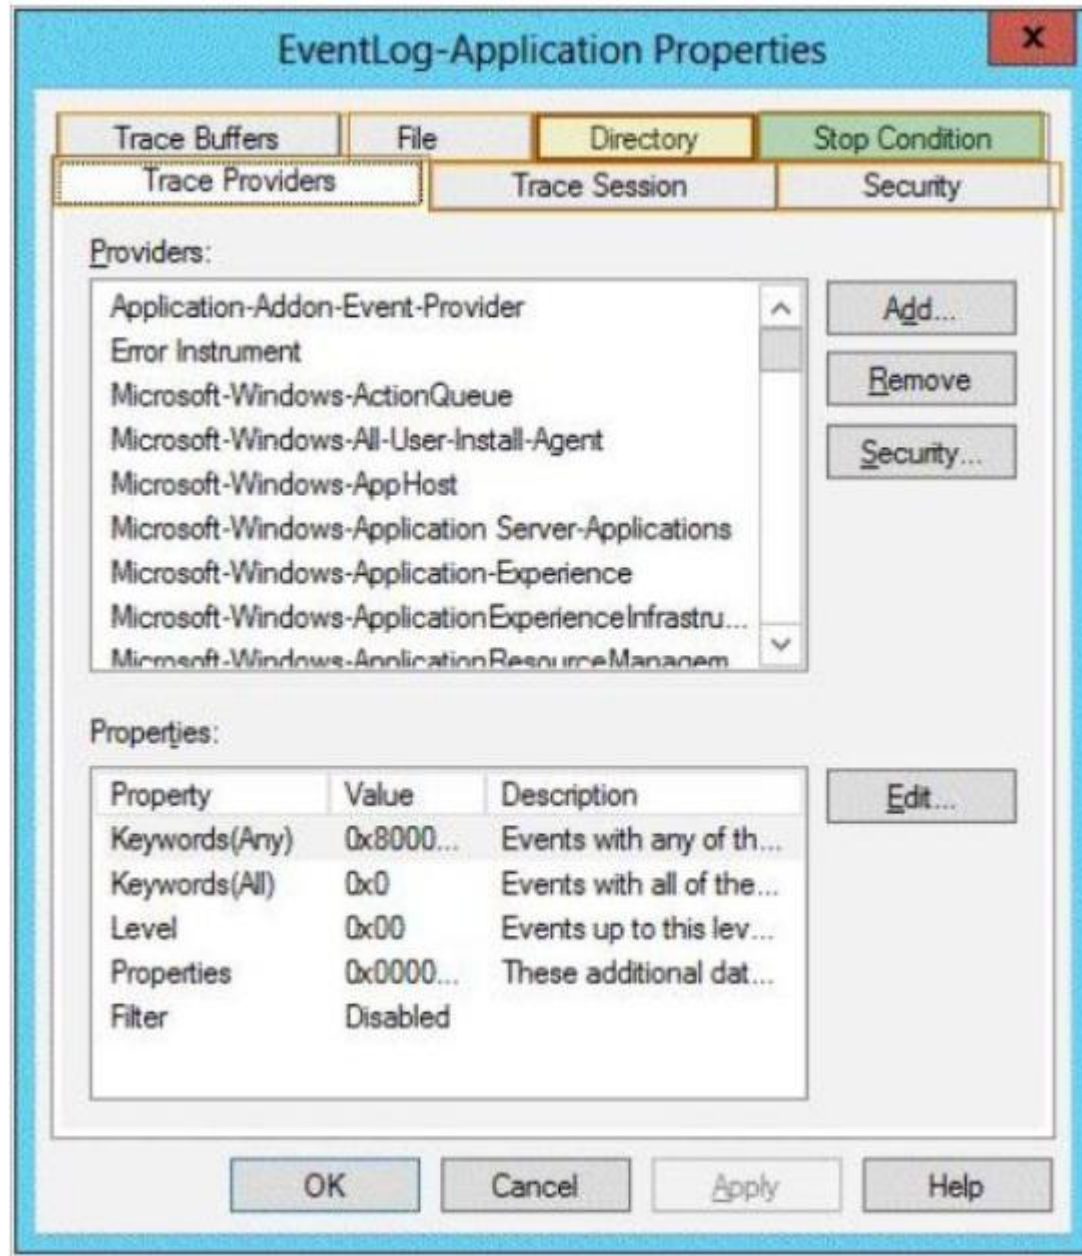 EventLog-Application Properties
x
Trace Buffers File Directory Stop Condition
Trace Providers Trace Session Security
Providers:
Application-Addon-Event-Provider
Error Instrument
Microsoft-Windows-ActionQueue
Microsoft-Windows-All-User-Install-Agent
Microsoft-Windows-AppHost
Microsoft-Windows-Application Server-Applications
Microsoft-Windows-Application-Experience
Microsoft-Windows-ApplicationExperienceInfrastru...
Microsoft-Windows-ApplicationResourceManagem
Add...
Remove
Security...
Properties:
Property Value Description
Keywords(Any) 0x8000... Events with any of th...
Keywords(All) 0x0 Events with all of the...
Level 0x00 Events up to this lev...
Properties 0x0000... These additional dat...
Filter Disabled
Edit...
OK Cancel Apply Help